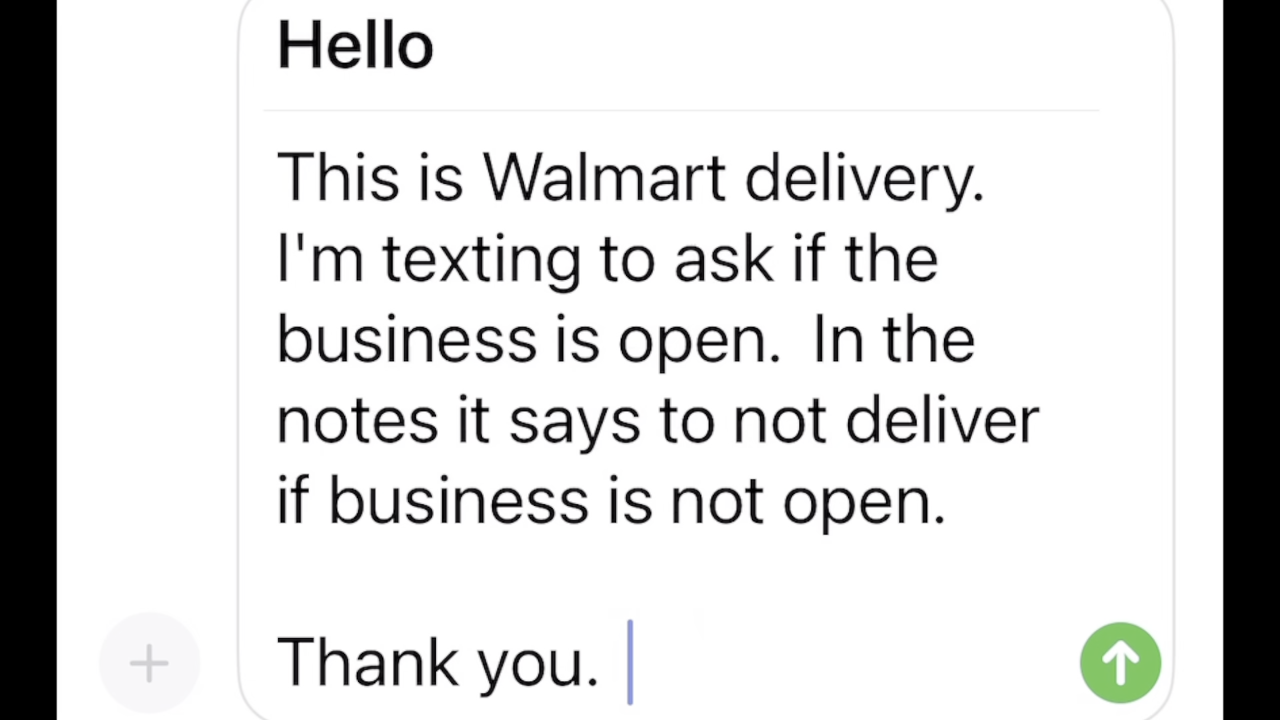 Hello
This is Walmart delivery.
I'm texting to ask if the
business is open.  In the
notes it says to not deliver
if business is not open.
Thank you.